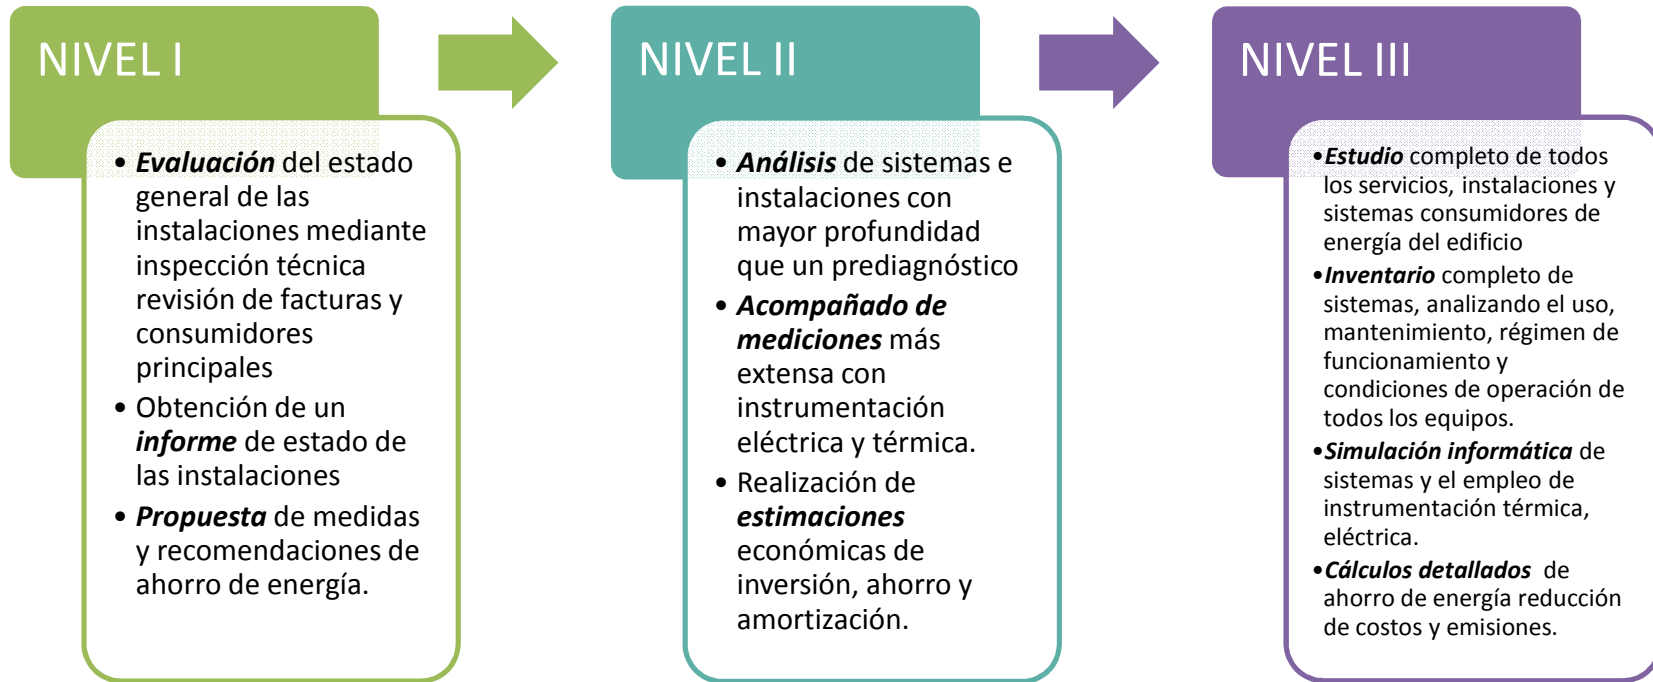 NIVEL I
• Evaluación del estado
general de las
instalaciones mediante
inspección técnica
revisión de facturas y
consumidores
principales
• Obtención de un
informe de estado de
las instalaciones
• Propuesta de medidas
y recomendaciones de
ahorro de energía.
NIVEL II
• Análisis de sistemas e
instalaciones con
mayor profundidad
que un prediagnóstico
• Acompañado de
mediciones más
extensa con
instrumentación
eléctrica y térmica.
• Realización de
estimaciones
económicas de
inversión, ahorro y
amortización.
NIVEL III
•Estudio completo de todos
los servicios, instalaciones y
sistemas consumidores de
energía del edificio
•Inventario completo de
sistemas, analizando el uso,
mantenimiento, régimen de
funcionamiento y
condiciones de operación de
todos los equipos.
•Simulación informática de
sistemas y el empleo de
instrumentación térmica,
eléctrica.
•Cálculos detallados de
ahorro de energía reducción
de costos y emisiones.